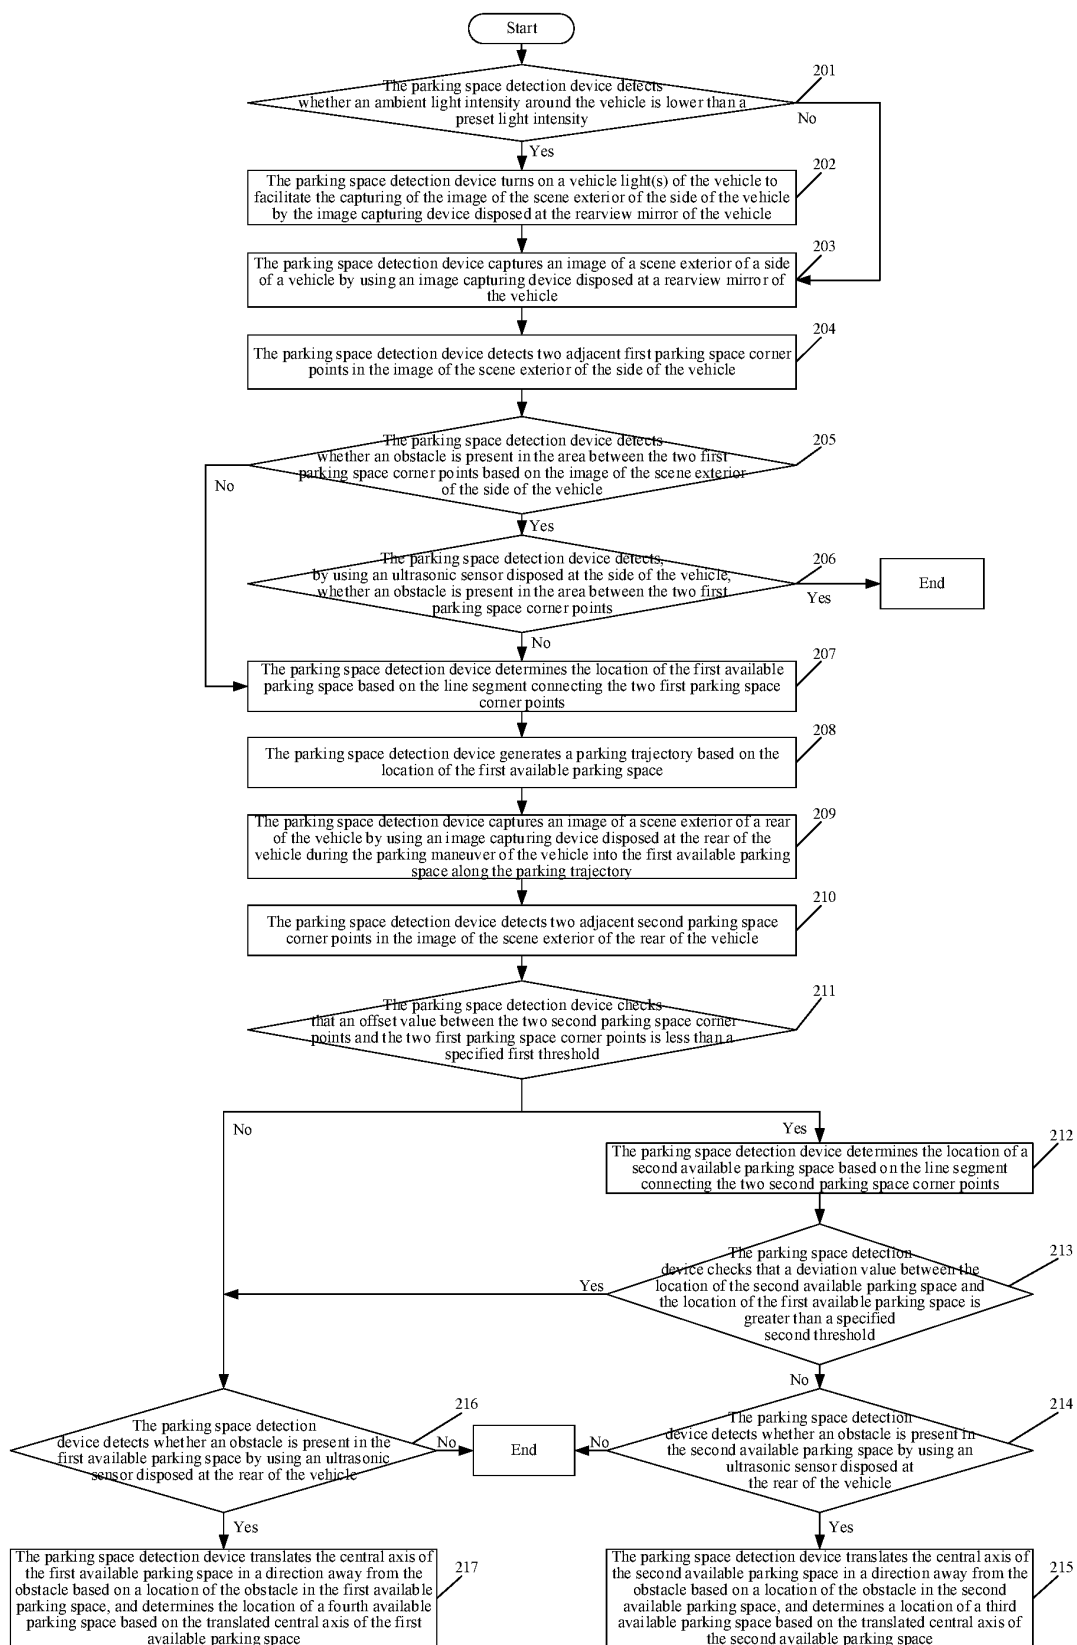 Start
201
The parking space detection device detects
whether an ambient light intensity around the vehicle is lower than a
preset light intensity
No
Yes
202
The parking space detection device turns on a vehicle light(s) of the vehicle to
facilitate the capturing of the image of the scene exterior of the side of the vehicle
by the image capturing device disposed at the rearview mirror of the vehicle
203
The parking space detection device captures an image of a scene exterior of a side
of a vehicle by using an image capturing device disposed at a rearview mirror of
the vehicle
204
The parking space detection device detects two adjacent first parking space corner
points in the image of the scene exterior of the side of the vehicle
205
The parking space detection device detects
whether an obstacle is present in the area between the two first
parking space corner points based on the image of the scene exterior
of the side of the vehicle
No
Yes
206
The parking space detection device detects,
by using an ultrasonic sensor disposed at the side of the vehicle,
whether an obstacle is present in the area between the two first
parking space corner points
Yes
End
No
207
The parking space detection device determines the location of the first available
parking space based on the line segment connecting the two first parking space
corner points
208
The parking space detection device generates a parking trajectory based on the
location of the first available parking space
209
The parking space detection device captures an image of a scene exterior of a rear
of the vehicle by using an image capturing device disposed at the rear of the
vehicle during the parking maneuver of the vehicle into the first available parking
space along the parking trajectory
210
The parking space detection device detects two adjacent second parking space
corner points in the image of the scene exterior of the rear of the vehicle
211
The parking space detection device checks
that an offset value between the two second parking space corner
points and the two first parking space corner points is less than a
specified first threshold
No
Yes
212
The parking space detection device determines the location of a
second available parking space based on the line segment
connecting the two second parking space corner points
213
The parking space detection
device checks that a deviation value between the
location of the second available parking space and
the location of the first available parking space is
greater than a specified
second threshold
Yes
No
216
The parking space detection
device detects whether an obstacle is present in the
first available parking space by using an ultrasonic
sensor disposed at the rear of the vehicle
No
End
No
214
The parking space detection
device detects whether an obstacle is present in
the second available parking space by using an
ultrasonic sensor disposed at
the rear of the vehicle
Yes
Yes
217
The parking space detection device translates the central axis of
the first available parking space in a direction away from the
obstacle based on a location of the obstacle in the first available
parking space, and determines the location of a fourth available
parking space based on the translated central axis of the first
available parking space
215
The parking space detection device translates the central axis of
the second available parking space in a direction away from the
obstacle based on a location of the obstacle in the second
available parking space, and determines a location of a third
available parking space based on the translated central axis of
the second available parking space